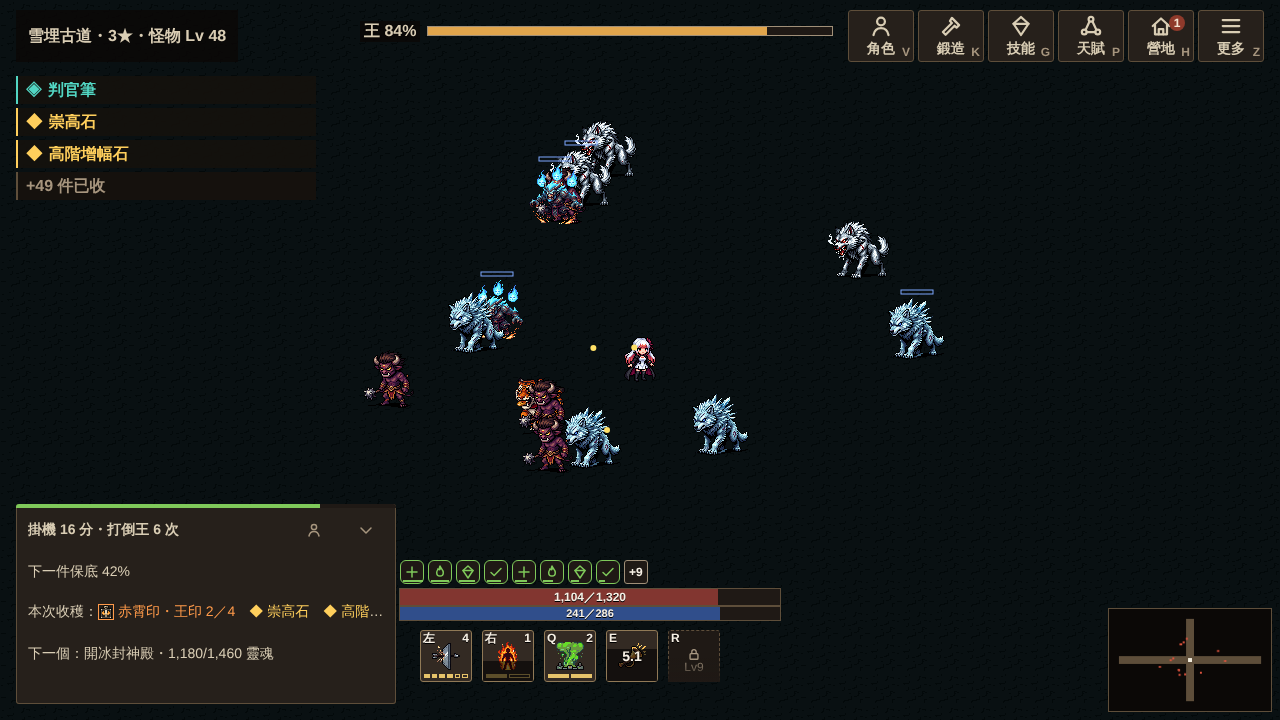 雪埋古道・3★・怪物 Lv 48
王 84%
角色 V
鍛造 K
技能 G
天賦 P
營地 H
1
更多 Z
◈ 判官筆
◆ 崇高石
◆ 高階增幅石
+49 件已收
掛機 16 分・打倒王 6 次
下一件保底 42%
本次收穫：赤霄印・王印 2／4 ◆ 崇高石 ◆ 高階…
下一個：開冰封神殿・1,180/1,460 靈魂
+9
1,104／1,320
241／286
左 4
右 1
Q 2
E 5.1
R Lv9